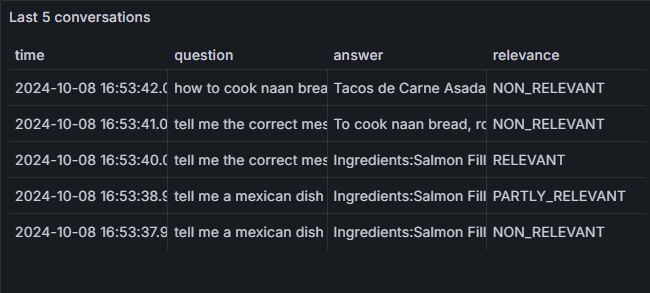 Last 5 conversations
time question answer relevance
2024-10-08 16:53:42.0 how to cook naan brea Tacos de Carne Asada NON_RELEVANT
2024-10-08 16:53:41.0 tell me the correct mes To cook naan bread, ro NON_RELEVANT
2024-10-08 16:53:40.0 tell me the correct mes Ingredients:Salmon Fill RELEVANT
2024-10-08 16:53:38.9 tell me a mexican dish Ingredients:Salmon Fill PARTLY_RELEVANT
2024-10-08 16:53:37.9 tell me a mexican dish Ingredients:Salmon Fill NON_RELEVANT